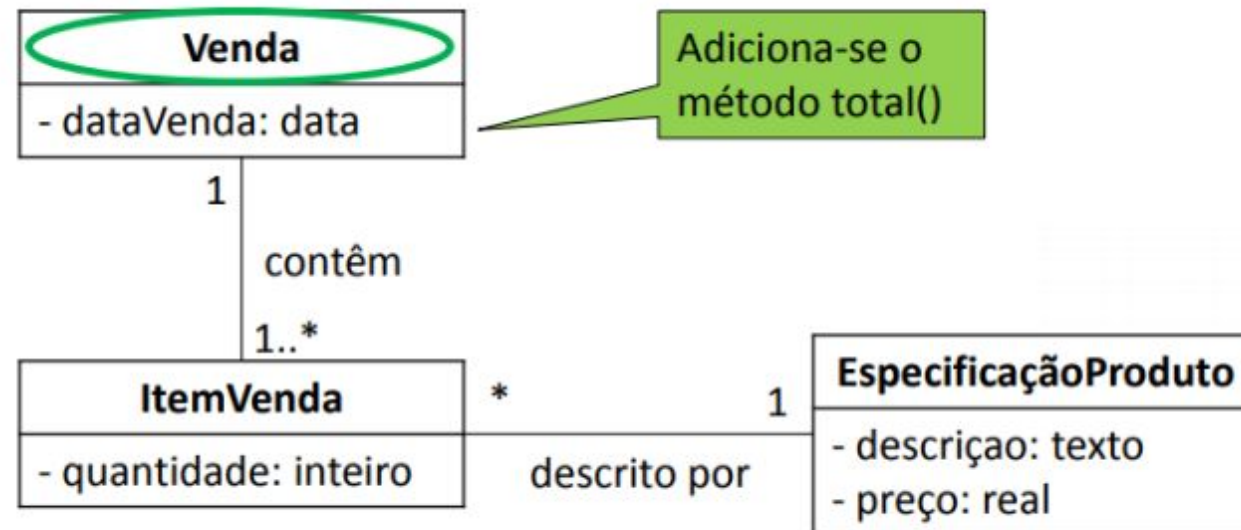 Venda
- dataVenda: data
Adiciona-se o
método total()
1
contêm
1..*
ItemVenda
- quantidade: inteiro
*
1
descrito por
EspecificaçãoProduto
- descriçao: texto
- preço: real